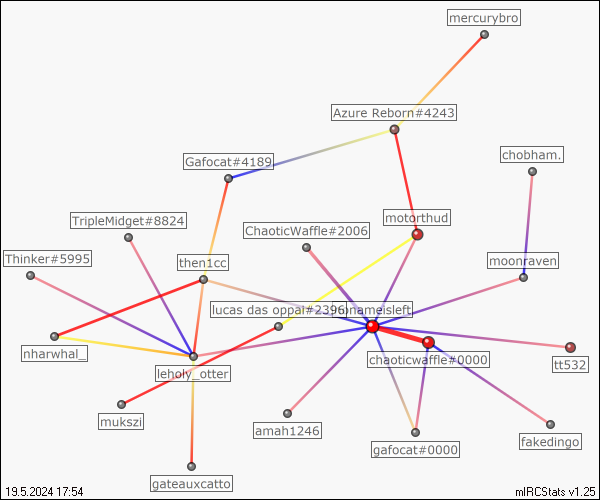 mercurybro
Azure Reborn#4243
chobham.
Gafocat#4189
TripleMidget#8824
motorthud
ChaoticWaffle#2006
Thinker#5995
then1cc
moonraven
lucas das oppal#2396
nameisleft
nharwhal_
chaoticwaffle#0000
leholy_otter
tt532
mukszi
amah1246
gafocat#0000
fakedingo
gateauxcatto
19.5.2024 17:54
mIRCStats v1.25